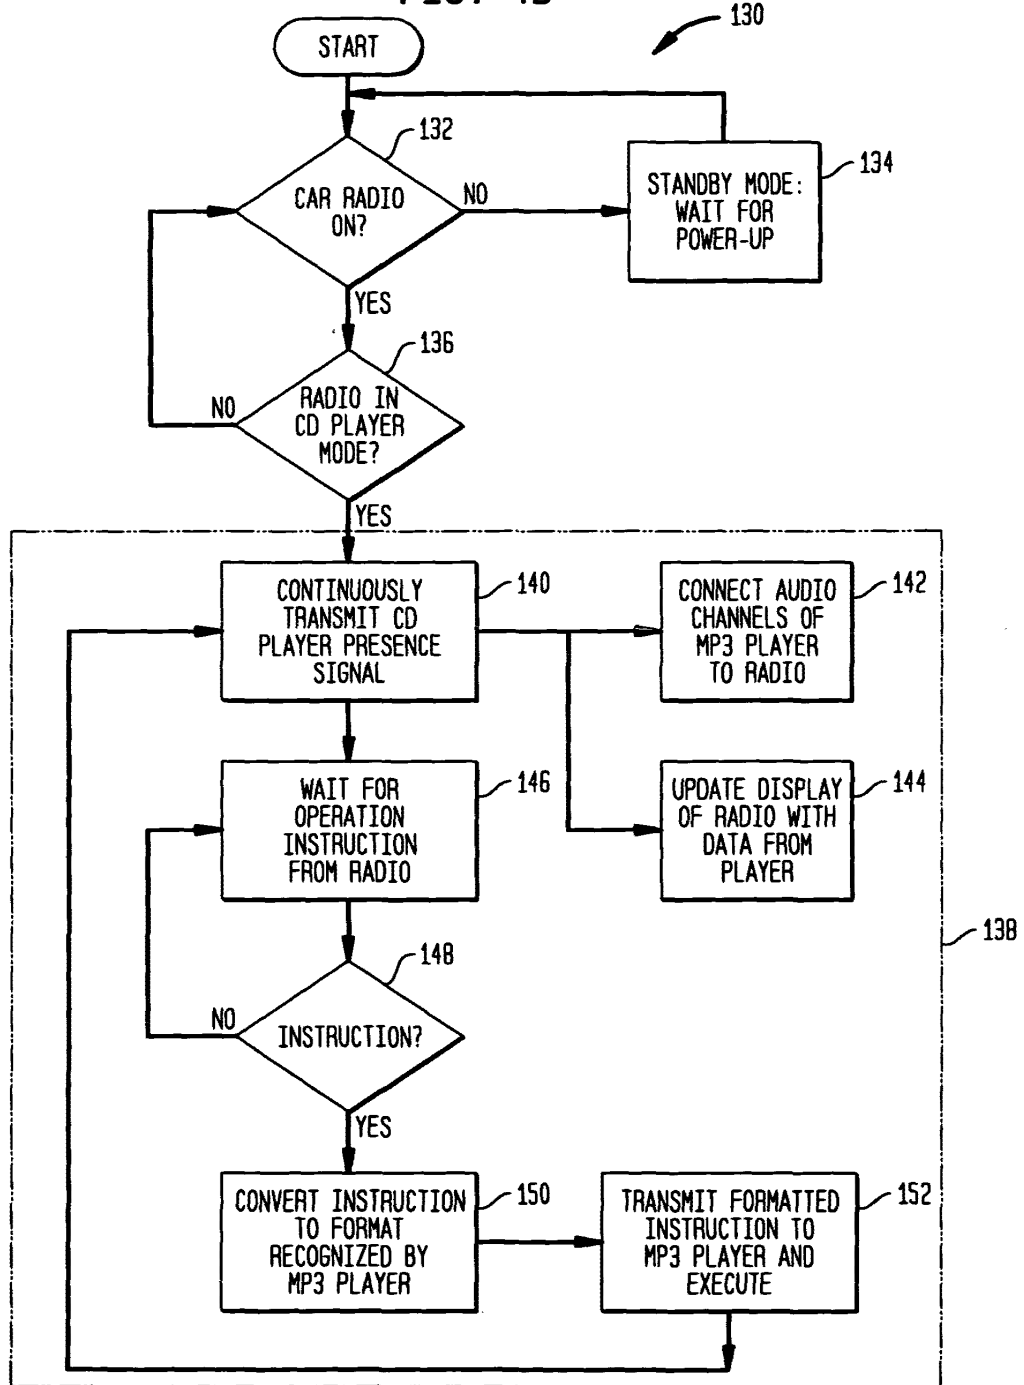 130
START
132
CAR RADIO
ON?
NO
134
STANDBY MODE:
WAIT FOR
POWER-UP
YES
136
RADIO IN
CD PLAYER
MODE?
NO
YES
140
CONTINUOUSLY
TRANSMIT CD
PLAYER PRESENCE
SIGNAL
142
CONNECT AUDIO
CHANNELS OF
MP3 PLAYER
TO RADIO
146
WAIT FOR
OPERATION
INSTRUCTION
FROM RADIO
144
UPDATE DISPLAY
OF RADIO WITH
DATA FROM
PLAYER
138
148
INSTRUCTION?
NO
YES
150
CONVERT INSTRUCTION
TO FORMAT
RECOGNIZED BY
MP3 PLAYER
152
TRANSMIT FORMATTED
INSTRUCTION TO
MP3 PLAYER AND
EXECUTE